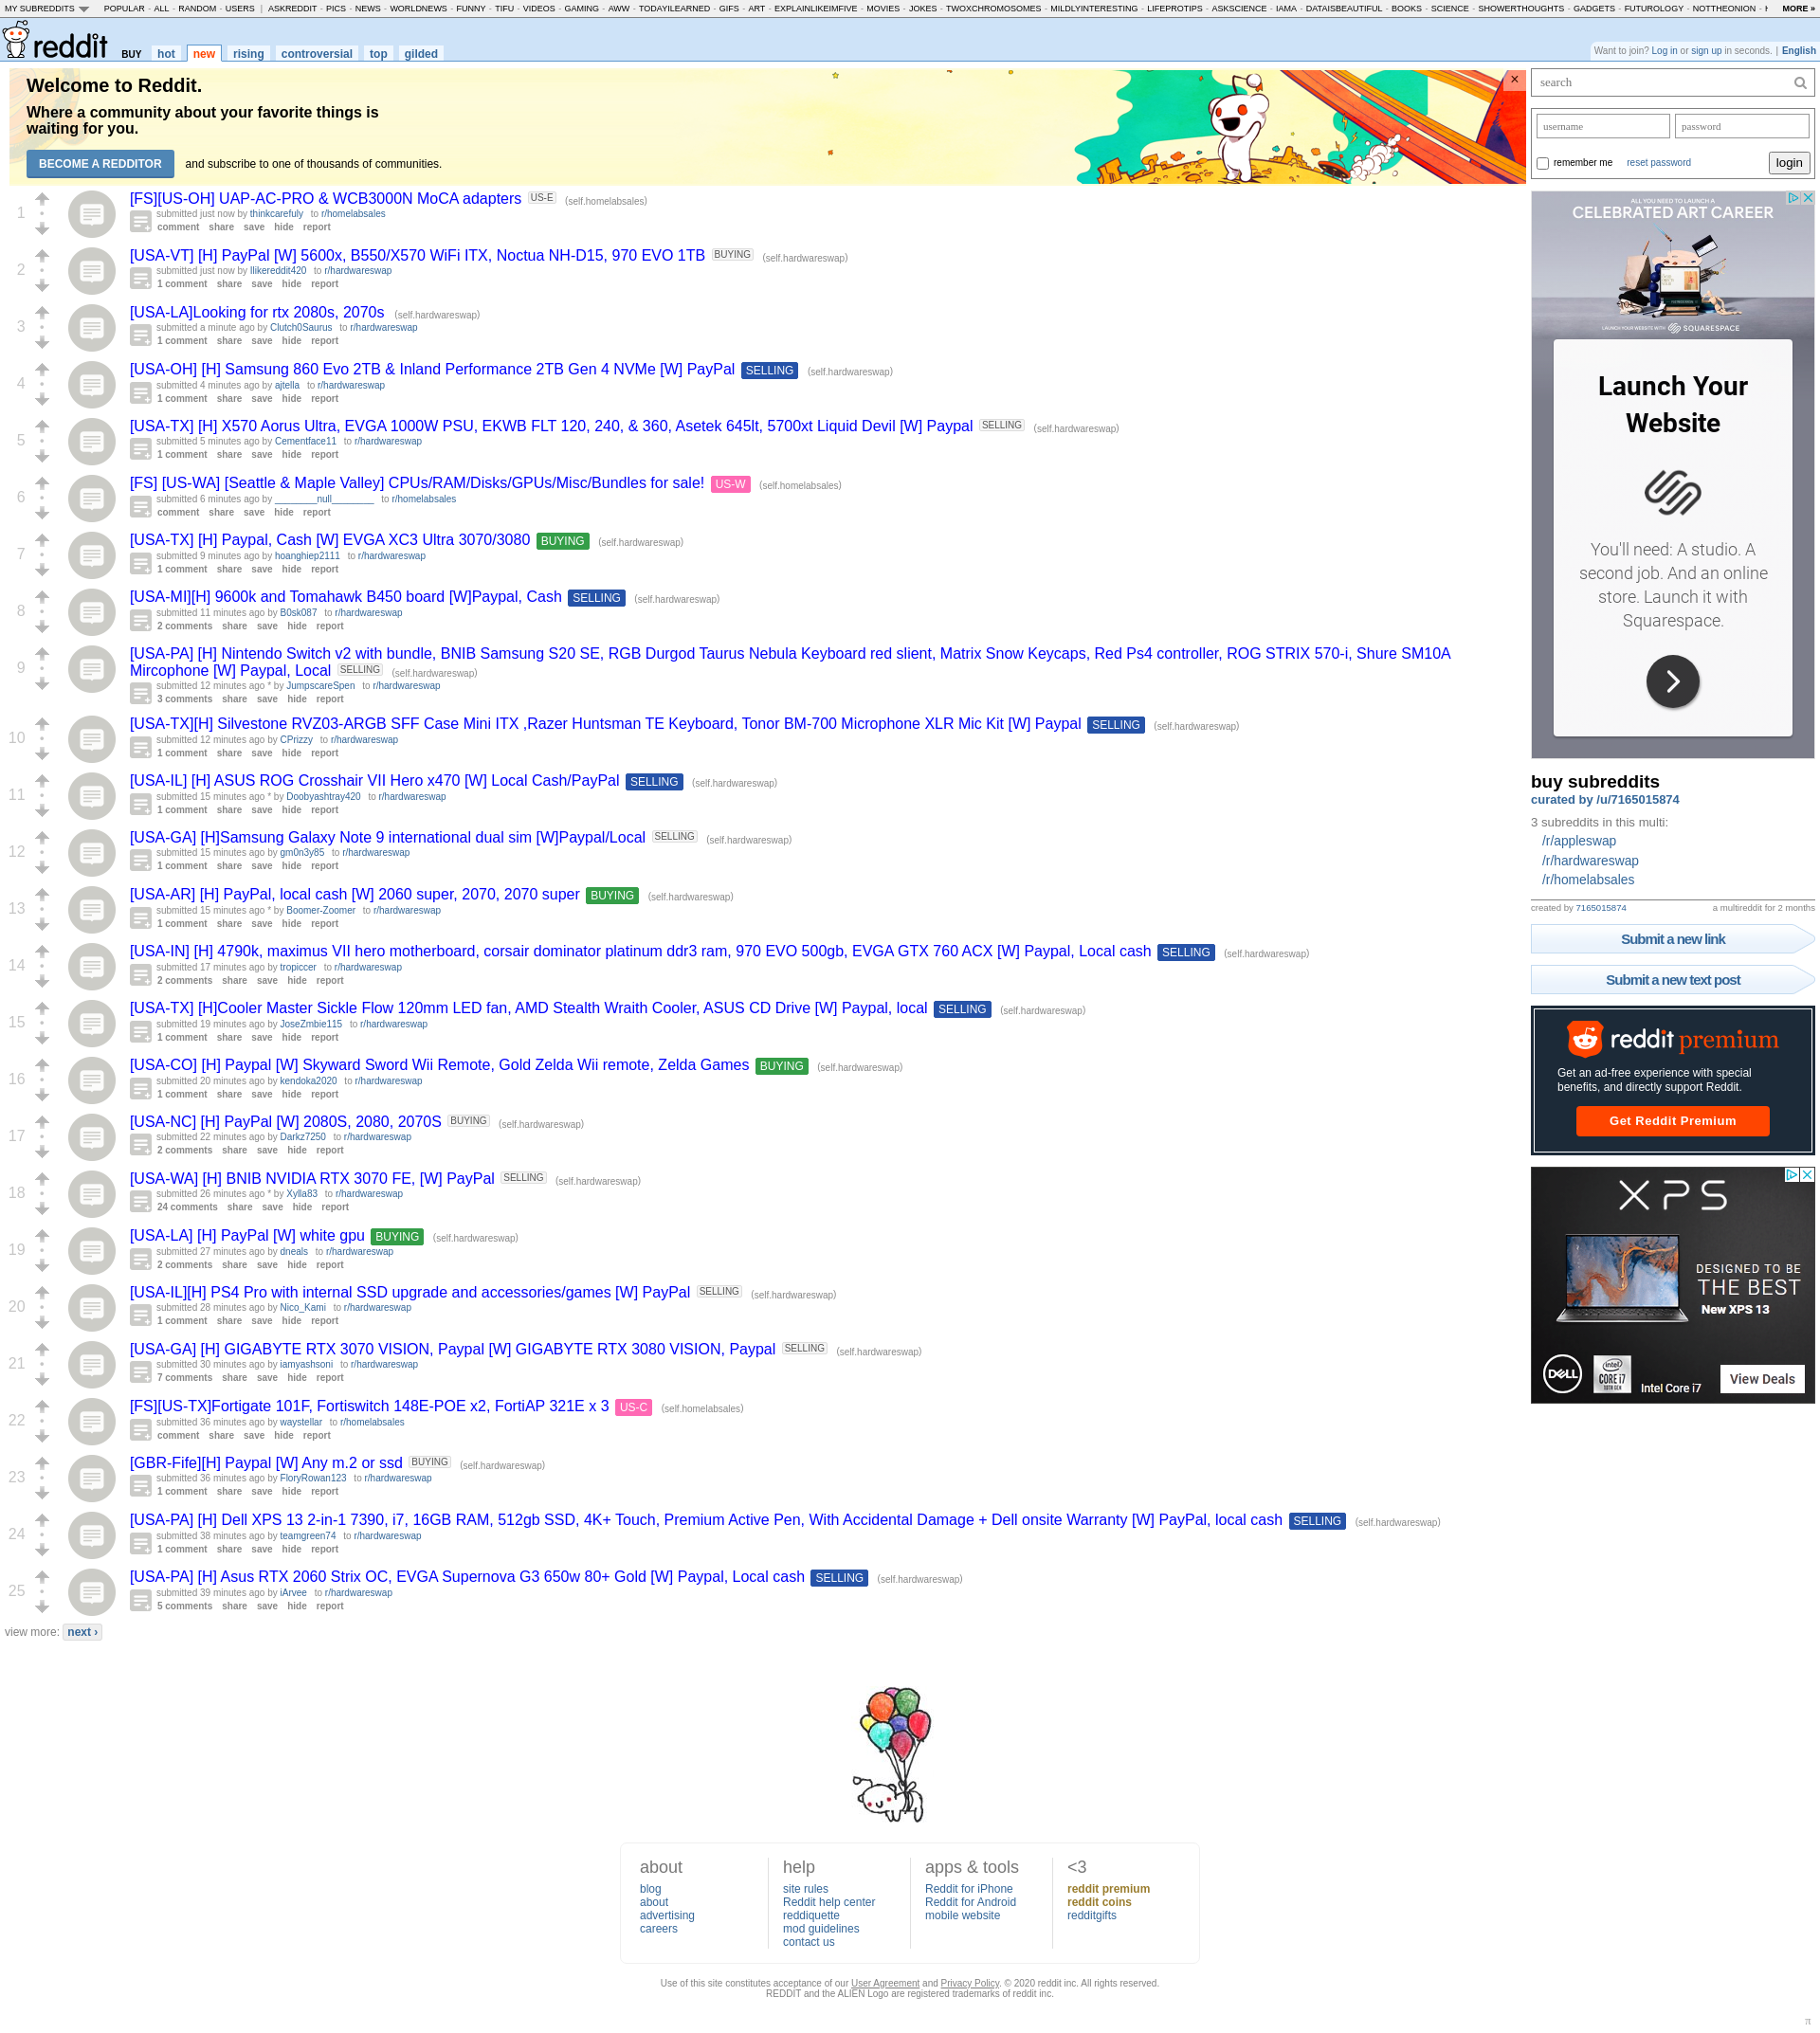 MY SUBREDDITS POPULAR - ALL - RANDOM - USERS | ASKREDDIT - PICS - NEWS - WORLDNEWS - FUNNY - TIFU - VIDEOS - GAMING - AWW - TODAYILEARNED - GIFS - ART - EXPLAINLIKEIMFIVE - MOVIES - JOKES - TWOXCHROMOSOMES - MILDLYINTERESTING - LIFEPROTIPS - ASKSCIENCE - IAMA - DATAISBEAUTIFUL - BOOKS - SCIENCE - SHOWERTHOUGHTS - GADGETS - FUTUROLOGY - NOTTHEONION - MORE »
reddit BUY hot new rising controversial top gilded
Want to join? Log in or sign up in seconds. | English
Welcome to Reddit.
Where a community about your favorite things is
waiting for you.
BECOME A REDDITOR and subscribe to one of thousands of communities.
1
[FS][US-OH] UAP-AC-PRO & WCB3000N MoCA adapters US-E (self.homelabsales)
submitted just now by thinkcarefuly to r/homelabsales
comment share save hide report
2
[USA-VT] [H] PayPal [W] 5600x, B550/X570 WiFi ITX, Noctua NH-D15, 970 EVO 1TB BUYING (self.hardwareswap)
submitted just now by Ilikereddit420 to r/hardwareswap
1 comment share save hide report
3
[USA-LA]Looking for rtx 2080s, 2070s (self.hardwareswap)
submitted a minute ago by Clutch0Saurus to r/hardwareswap
1 comment share save hide report
4
[USA-OH] [H] Samsung 860 Evo 2TB & Inland Performance 2TB Gen 4 NVMe [W] PayPal SELLING (self.hardwareswap)
submitted 4 minutes ago by ajtella to r/hardwareswap
1 comment share save hide report
5
[USA-TX] [H] X570 Aorus Ultra, EVGA 1000W PSU, EKWB FLT 120, 240, & 360, Asetek 645lt, 5700xt Liquid Devil [W] Paypal SELLING (self.hardwareswap)
submitted 5 minutes ago by Cementface11 to r/hardwareswap
1 comment share save hide report
6
[FS] [US-WA] [Seattle & Maple Valley] CPUs/RAM/Disks/GPUs/Misc/Bundles for sale! US-W (self.homelabsales)
submitted 6 minutes ago by ________null________ to r/homelabsales
comment share save hide report
7
[USA-TX] [H] Paypal, Cash [W] EVGA XC3 Ultra 3070/3080 BUYING (self.hardwareswap)
submitted 9 minutes ago by hoanghiep2111 to r/hardwareswap
1 comment share save hide report
8
[USA-MI][H] 9600k and Tomahawk B450 board [W]Paypal, Cash SELLING (self.hardwareswap)
submitted 11 minutes ago by B0sk087 to r/hardwareswap
2 comments share save hide report
9
[USA-PA] [H] Nintendo Switch v2 with bundle, BNIB Samsung S20 SE, RGB Durgod Taurus Nebula Keyboard red slient, Matrix Snow Keycaps, Red Ps4 controller, ROG STRIX 570-i, Shure SM10A
Mircophone [W] Paypal, Local SELLING (self.hardwareswap)
submitted 12 minutes ago * by JumpscareSpen to r/hardwareswap
3 comments share save hide report
10
[USA-TX][H] Silvestone RVZ03-ARGB SFF Case Mini ITX ,Razer Huntsman TE Keyboard, Tonor BM-700 Microphone XLR Mic Kit [W] Paypal SELLING (self.hardwareswap)
submitted 12 minutes ago by CPrizzy to r/hardwareswap
1 comment share save hide report
11
[USA-IL] [H] ASUS ROG Crosshair VII Hero x470 [W] Local Cash/PayPal SELLING (self.hardwareswap)
submitted 15 minutes ago * by Doobyashtray420 to r/hardwareswap
1 comment share save hide report
12
[USA-GA] [H]Samsung Galaxy Note 9 international dual sim [W]Paypal/Local SELLING (self.hardwareswap)
submitted 15 minutes ago by gm0n3y85 to r/hardwareswap
1 comment share save hide report
13
[USA-AR] [H] PayPal, local cash [W] 2060 super, 2070, 2070 super BUYING (self.hardwareswap)
submitted 15 minutes ago * by Boomer-Zoomer to r/hardwareswap
1 comment share save hide report
14
[USA-IN] [H] 4790k, maximus VII hero motherboard, corsair dominator platinum ddr3 ram, 970 EVO 500gb, EVGA GTX 760 ACX [W] Paypal, Local cash SELLING (self.hardwareswap)
submitted 17 minutes ago by tropiccer to r/hardwareswap
2 comments share save hide report
15
[USA-TX] [H]Cooler Master Sickle Flow 120mm LED fan, AMD Stealth Wraith Cooler, ASUS CD Drive [W] Paypal, local SELLING (self.hardwareswap)
submitted 19 minutes ago by JoseZmbie115 to r/hardwareswap
1 comment share save hide report
16
[USA-CO] [H] Paypal [W] Skyward Sword Wii Remote, Gold Zelda Wii remote, Zelda Games BUYING (self.hardwareswap)
submitted 20 minutes ago by kendoka2020 to r/hardwareswap
1 comment share save hide report
17
[USA-NC] [H] PayPal [W] 2080S, 2080, 2070S BUYING (self.hardwareswap)
submitted 22 minutes ago by Darkz7250 to r/hardwareswap
2 comments share save hide report
18
[USA-WA] [H] BNIB NVIDIA RTX 3070 FE, [W] PayPal SELLING (self.hardwareswap)
submitted 26 minutes ago * by Xylla83 to r/hardwareswap
24 comments share save hide report
19
[USA-LA] [H] PayPal [W] white gpu BUYING (self.hardwareswap)
submitted 27 minutes ago by dneals to r/hardwareswap
2 comments share save hide report
20
[USA-IL][H] PS4 Pro with internal SSD upgrade and accessories/games [W] PayPal SELLING (self.hardwareswap)
submitted 28 minutes ago by Nico_Kami to r/hardwareswap
1 comment share save hide report
21
[USA-GA] [H] GIGABYTE RTX 3070 VISION, Paypal [W] GIGABYTE RTX 3080 VISION, Paypal SELLING (self.hardwareswap)
submitted 30 minutes ago by iamyashsoni to r/hardwareswap
7 comments share save hide report
22
[FS][US-TX]Fortigate 101F, Fortiswitch 148E-POE x2, FortiAP 321E x 3 US-C (self.homelabsales)
submitted 36 minutes ago by waystellar to r/homelabsales
comment share save hide report
23
[GBR-Fife][H] Paypal [W] Any m.2 or ssd BUYING (self.hardwareswap)
submitted 36 minutes ago by FloryRowan123 to r/hardwareswap
1 comment share save hide report
24
[USA-PA] [H] Dell XPS 13 2-in-1 7390, i7, 16GB RAM, 512gb SSD, 4K+ Touch, Premium Active Pen, With Accidental Damage + Dell onsite Warranty [W] PayPal, local cash SELLING (self.hardwareswap)
submitted 38 minutes ago by teamgreen74 to r/hardwareswap
1 comment share save hide report
25
[USA-PA] [H] Asus RTX 2060 Strix OC, EVGA Supernova G3 650w 80+ Gold [W] Paypal, Local cash SELLING (self.hardwareswap)
submitted 39 minutes ago by iArvee to r/hardwareswap
5 comments share save hide report
view more: next ›
search
username password
remember me reset password login
ALL YOU NEED TO LAUNCH A
CELEBRATED ART CAREER
LAUNCH YOUR WEBSITE WITH SQUARESPACE
Launch Your
Website
You'll need: A studio. A
second job. And an online
store. Launch it with
Squarespace.
buy subreddits
curated by /u/7165015874
3 subreddits in this multi:
/r/appleswap
/r/hardwareswap
/r/homelabsales
created by 7165015874 a multireddit for 2 months
Submit a new link
Submit a new text post
reddit premium
Get an ad-free experience with special
benefits, and directly support Reddit.
Get Reddit Premium
XPS
DESIGNED TO BE
THE BEST
New XPS 13
DELL intel CORE i7 10TH GEN Intel Core i7 View Deals
about
blog
about
advertising
careers
help
site rules
Reddit help center
reddiquette
mod guidelines
contact us
apps & tools
Reddit for iPhone
Reddit for Android
mobile website
<3
reddit premium
reddit coins
redditgifts
Use of this site constitutes acceptance of our User Agreement and Privacy Policy. © 2020 reddit inc. All rights reserved.
REDDIT and the ALIEN Logo are registered trademarks of reddit inc.
π